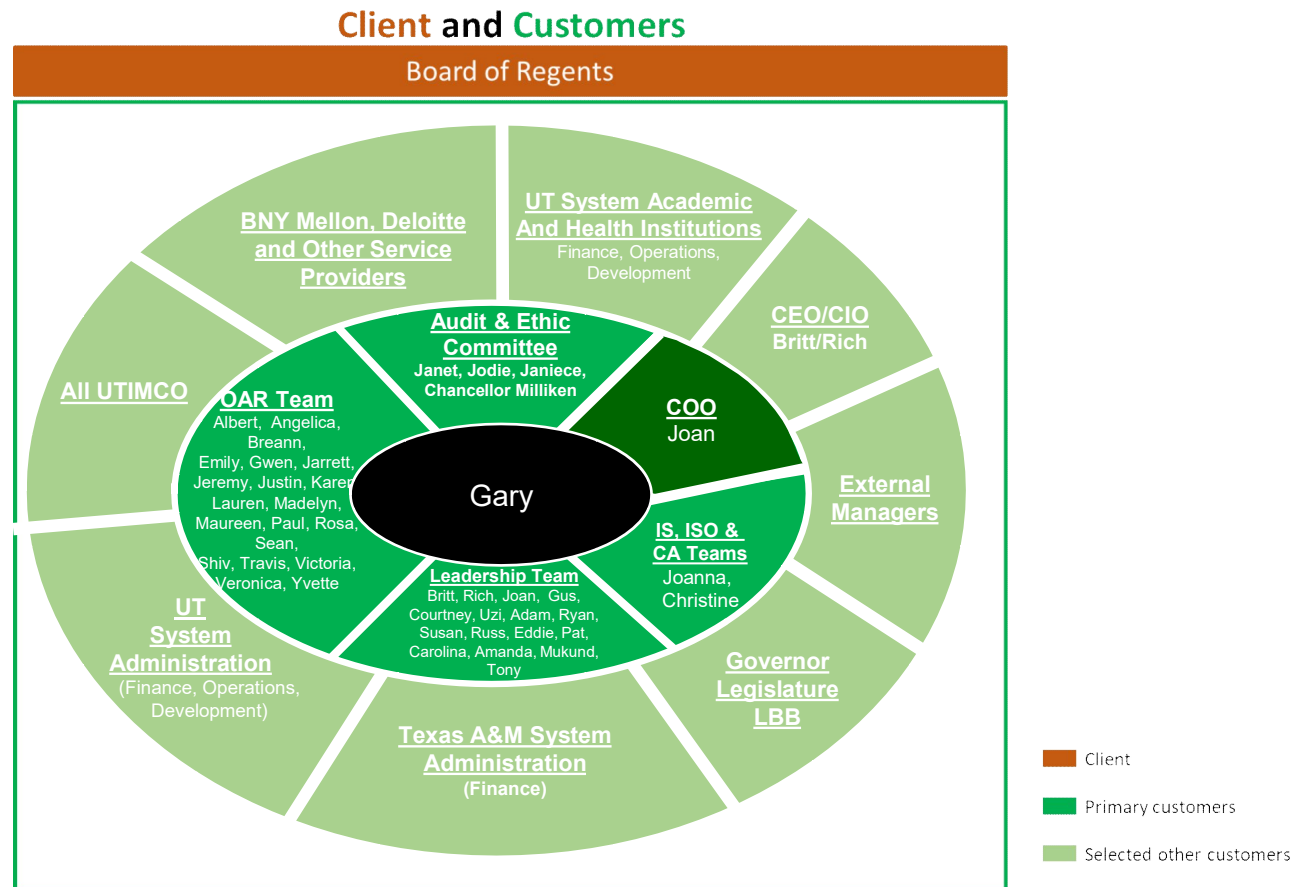 Client and Customers
Board of Regents
BNY Mellon, Deloitte
and Other Service
Providers
UT System Academic
And Health Institutions
Finance, Operations,
Development
CEO/CIO
Britt/Rich
External
Managers
Governor
Legislature
LBB
Texas A&M System
Administration
(Finance)
UT
System
Administration
(Finance, Operations,
Development)
All UTIMCO
Audit & Ethic
Committee
Janet, Jodie, Janiece,
Chancellor Milliken
COO
Joan
IS, ISO &
CA Teams
Joanna,
Christine
Leadership Team
Britt, Rich, Joan, Gus,
Courtney, Uzi, Adam, Ryan,
Susan, Russ, Eddie, Pat,
Carolina, Amanda, Mukund,
Tony
OAR Team
Albert, Angelica,
Breann,
Emily, Gwen, Jarrett,
Jeremy, Justin, Karen
Lauren, Madelyn,
Maureen, Paul, Rosa,
Sean,
Shiv, Travis, Victoria,
Veronica, Yvette
Gary
Client
Primary customers
Selected other customers